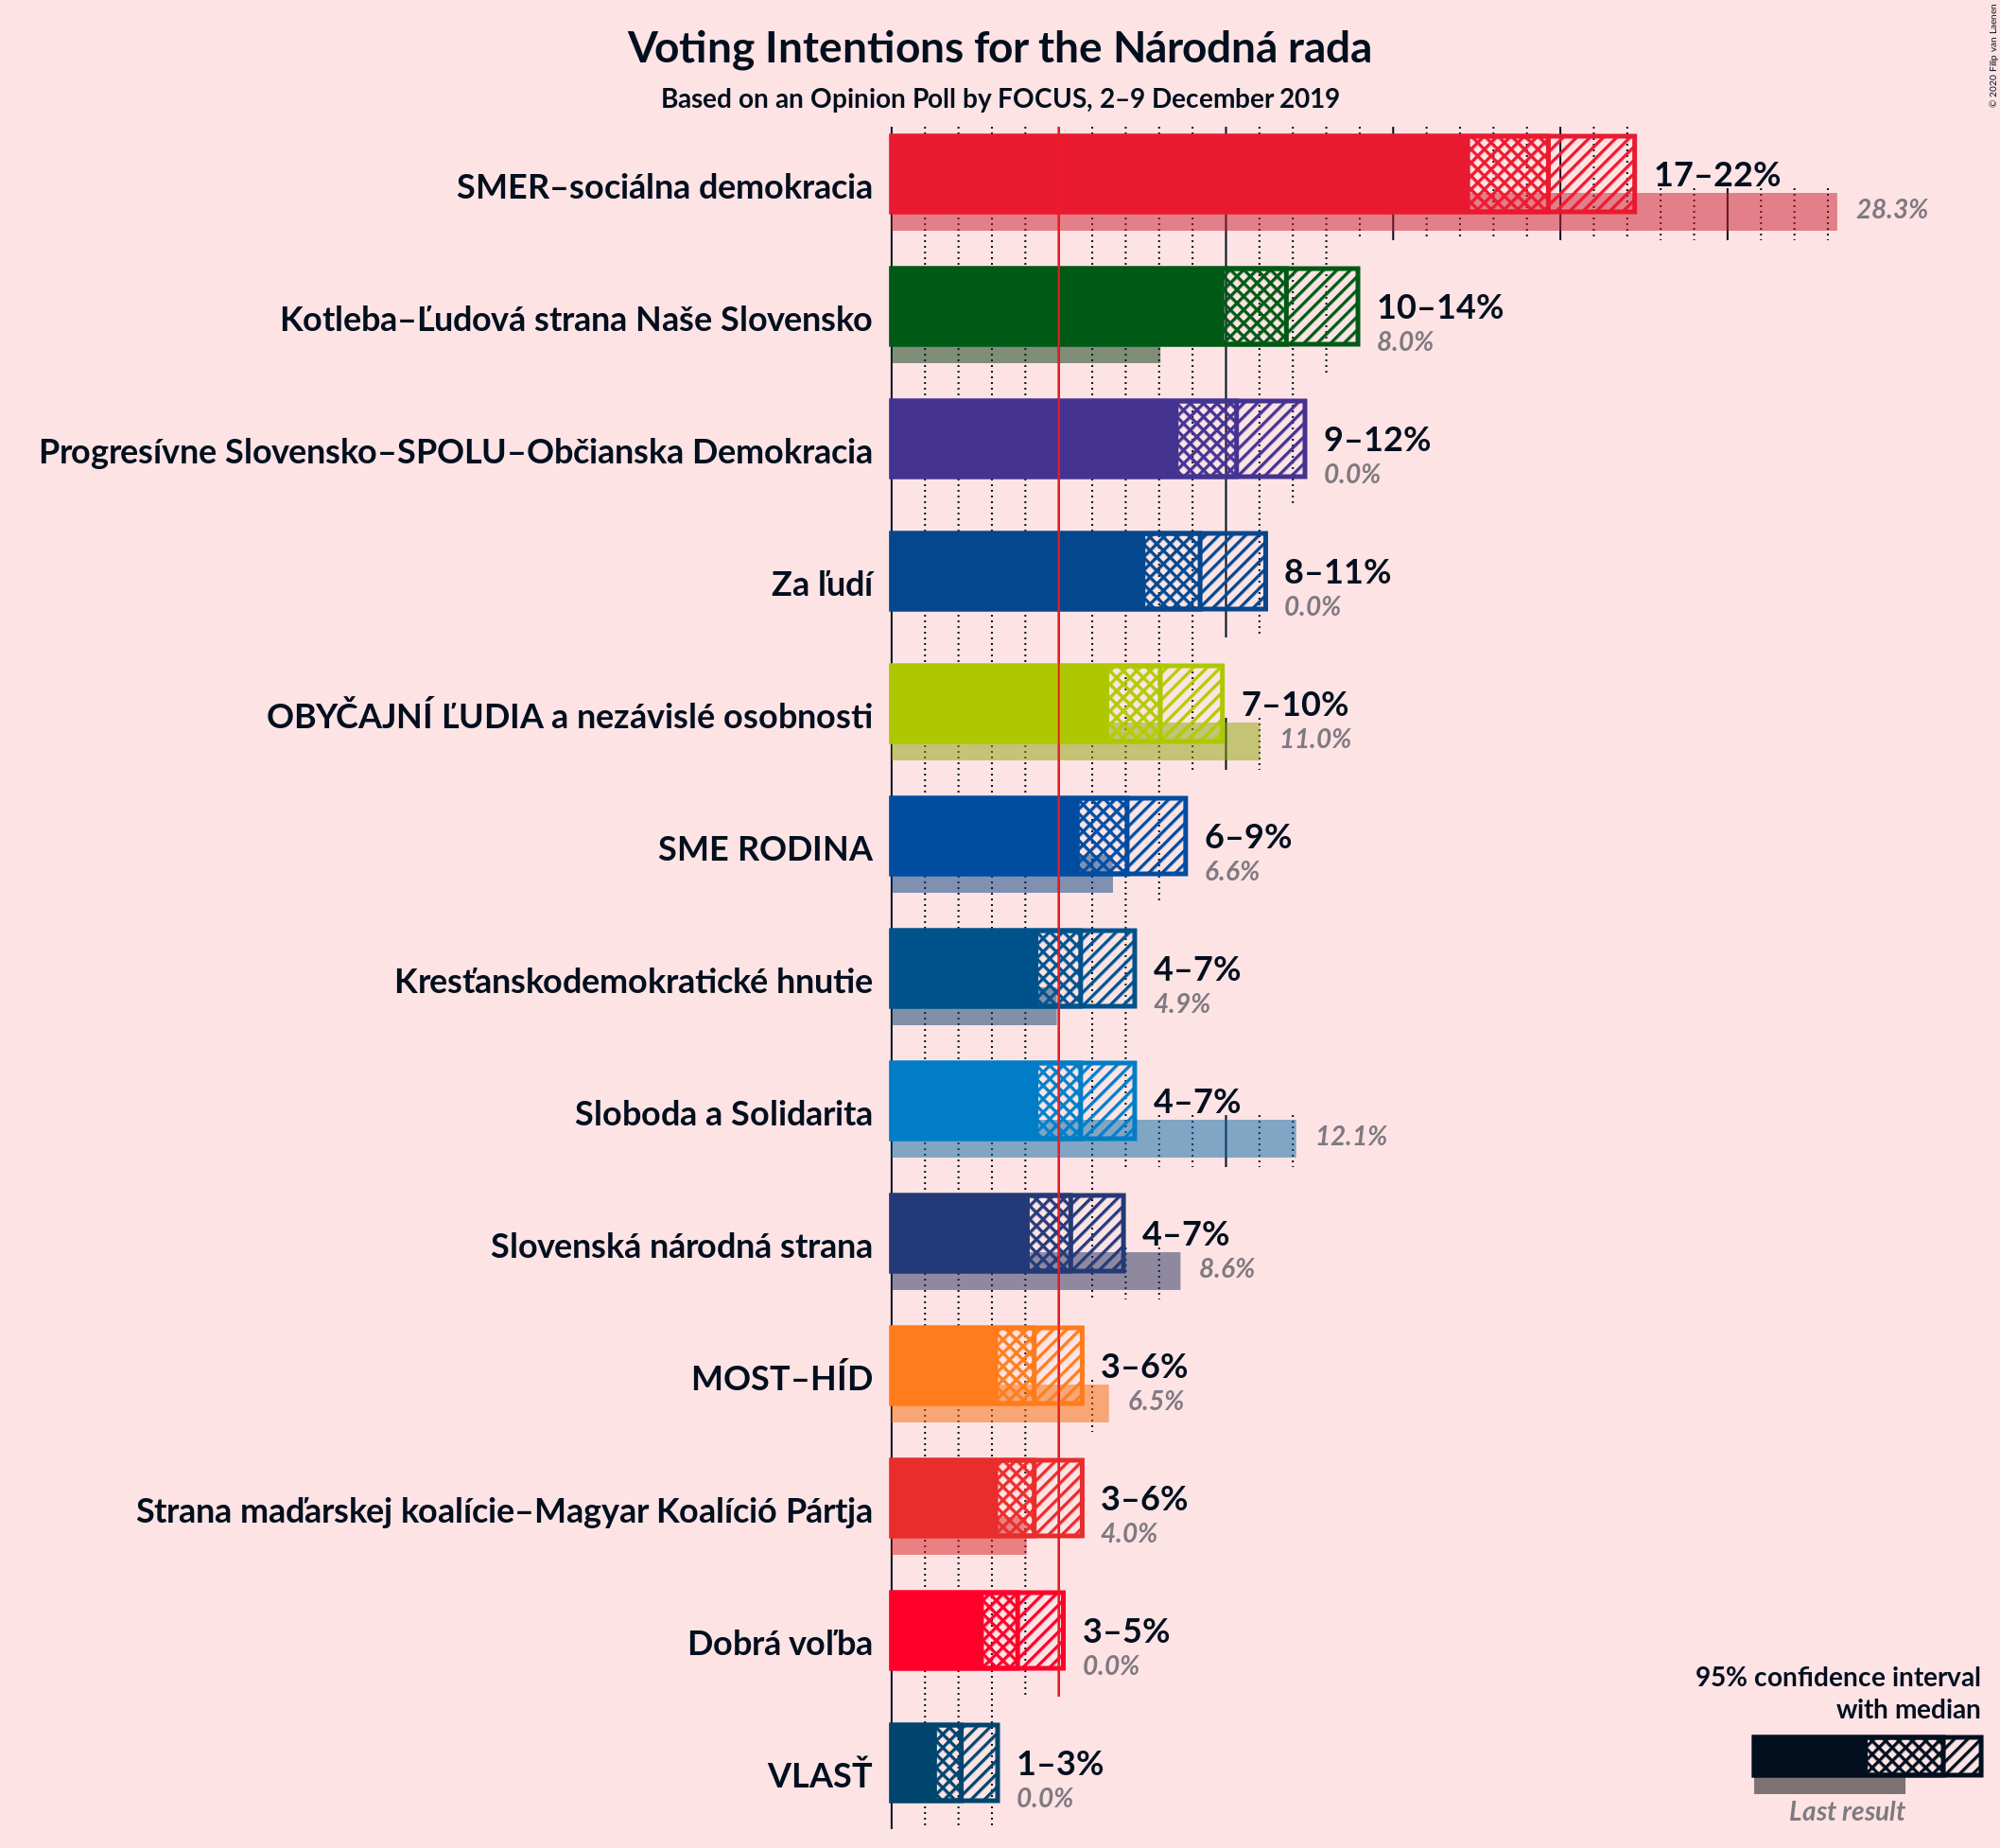 Voting Intentions for the Národná rada
Based on an Opinion Poll by FOCUS, 2–9 December 2019
© 2020 Filip van Laenen
SMER–sociálna demokracia
17–22%
28.3%
Kotleba–Ľudová strana Naše Slovensko
10–14%
8.0%
Progresívne Slovensko–SPOLU–Občianska Demokracia
9–12%
0.0%
Za ľudí
8–11%
0.0%
OBYČAJNÍ ĽUDIA a nezávislé osobnosti
7–10%
11.0%
SME RODINA
6–9%
6.6%
Kresťanskodemokratické hnutie
4–7%
4.9%
Sloboda a Solidarita
4–7%
12.1%
Slovenská národná strana
4–7%
8.6%
MOST–HÍD
3–6%
6.5%
Strana maďarskej koalície–Magyar Koalíció Pártja
3–6%
4.0%
Dobrá voľba
3–5%
0.0%
VLASŤ
1–3%
0.0%
95% confidence interval
with median
Last result